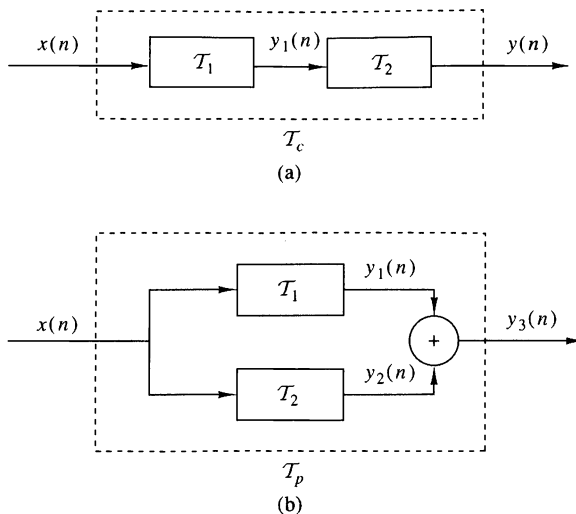 x(n) 𝒯₁ y₁(n) 𝒯₂ y(n)
𝒯c
(a)
𝒯₁ y₁(n)
x(n) + y₃(n)
𝒯₂ y₂(n)
𝒯p
(b)